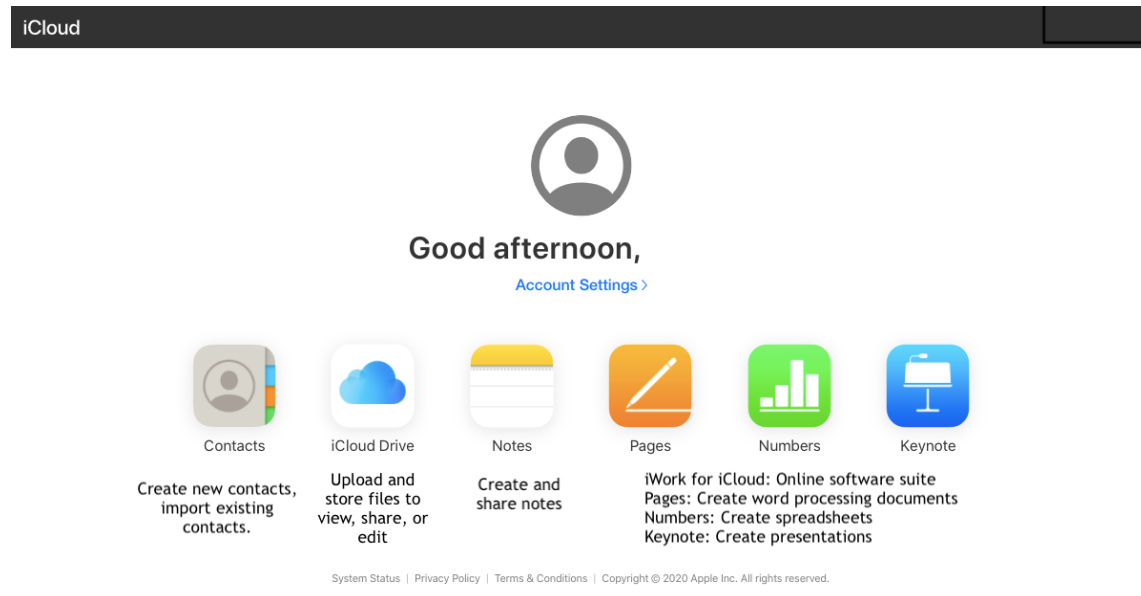 iCloud
Good afternoon,
Account Settings >
Contacts
iCloud Drive
Notes
Pages
Numbers
Keynote
Create new contacts,
import existing
contacts.
Upload and
store files to
view, share, or
edit
Create and
share notes
iWork for iCloud: Online software suite
Pages: Create word processing documents
Numbers: Create spreadsheets
Keynote: Create presentations
System Status | Privacy Policy | Terms & Conditions | Copyright © 2020 Apple Inc. All rights reserved.